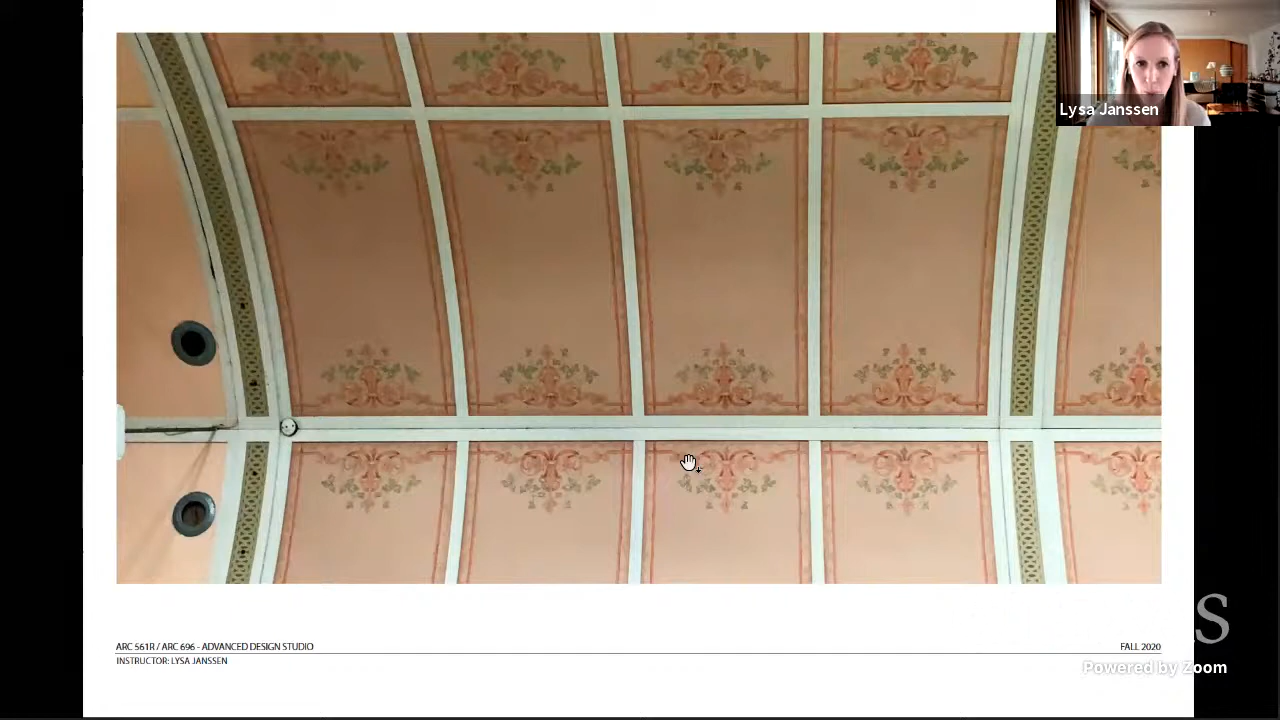 Lysa Janssen
ARC 561R / ARC 696 - ADVANCED DESIGN STUDIO
FALL 2020
INSTRUCTOR: LYSA JANSSEN
S
Powered by Zoom